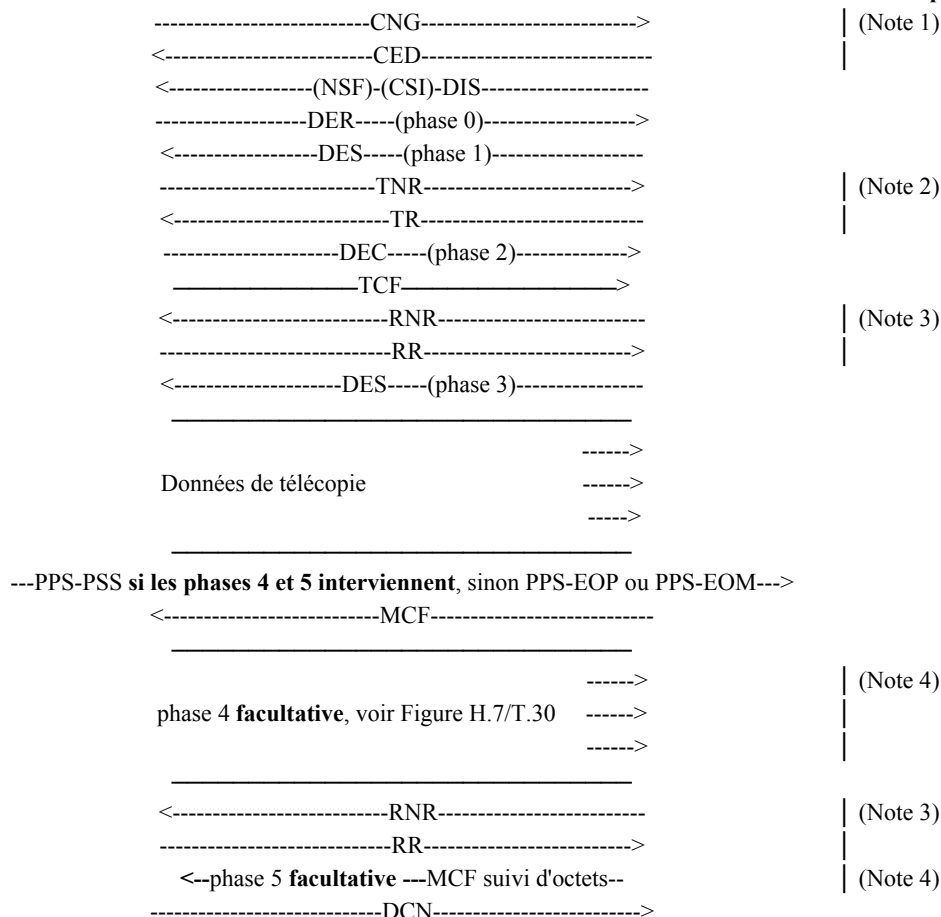 ---------------------------CNG---------------------------> | (Note 1)
<--------------------------CED---------------------------- |
<------------------(NSF)-(CSI)-DIS---------------------
-------------------DER-----(phase 0)------------------->
<------------------DES-----(phase 1)-------------------
---------------------------TNR--------------------------> | (Note 2)
<---------------------------TR---------------------------- |
----------------------DEC-----(phase 2)-------------->
———————————TCF—————————————>
<---------------------------RNR-------------------------- | (Note 3)
-----------------------------RR--------------------------> |
<---------------------DES-----(phase 3)----------------
------>
Données de télécopie ------>
----->
---PPS-PSS si les phases 4 et 5 interviennent, sinon PPS-EOP ou PPS-EOM--->
<---------------------------MCF----------------------------
------> | (Note 4)
phase 4 facultative, voir Figure H.7/T.30 ------> |
------> |
<---------------------------RNR-------------------------- | (Note 3)
-----------------------------RR--------------------------> |
<--phase 5 facultative ---MCF suivi d'octets-- | (Note 4)
-----------------------------DCN-------------------------->